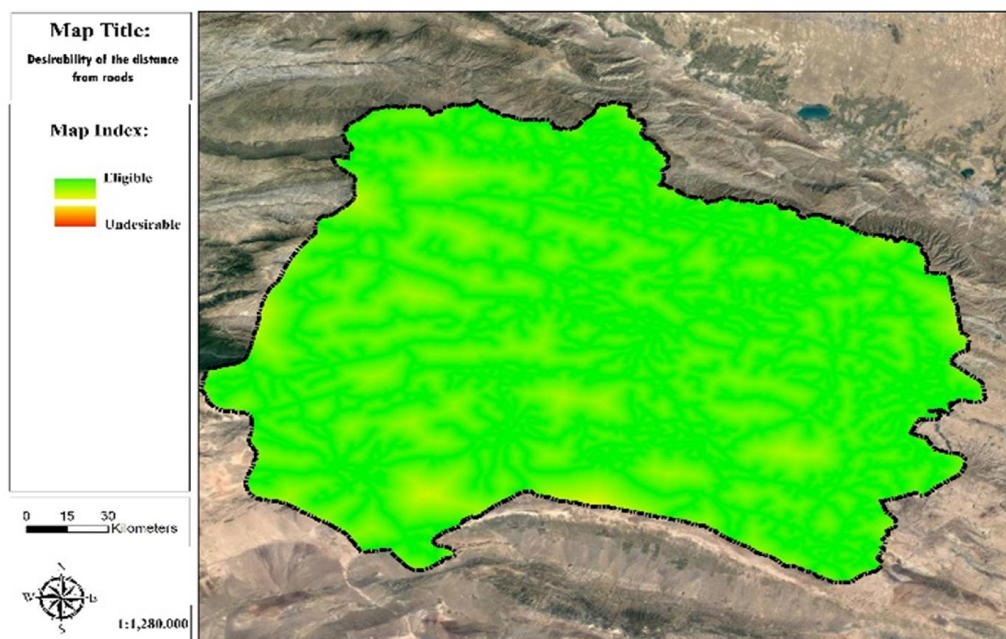 Map Title:
Desirability of the distance
from roads
Map Index:
Eligible
Undesirable
0 15 30
Kilometers
N
W E
S
1:1,280,000